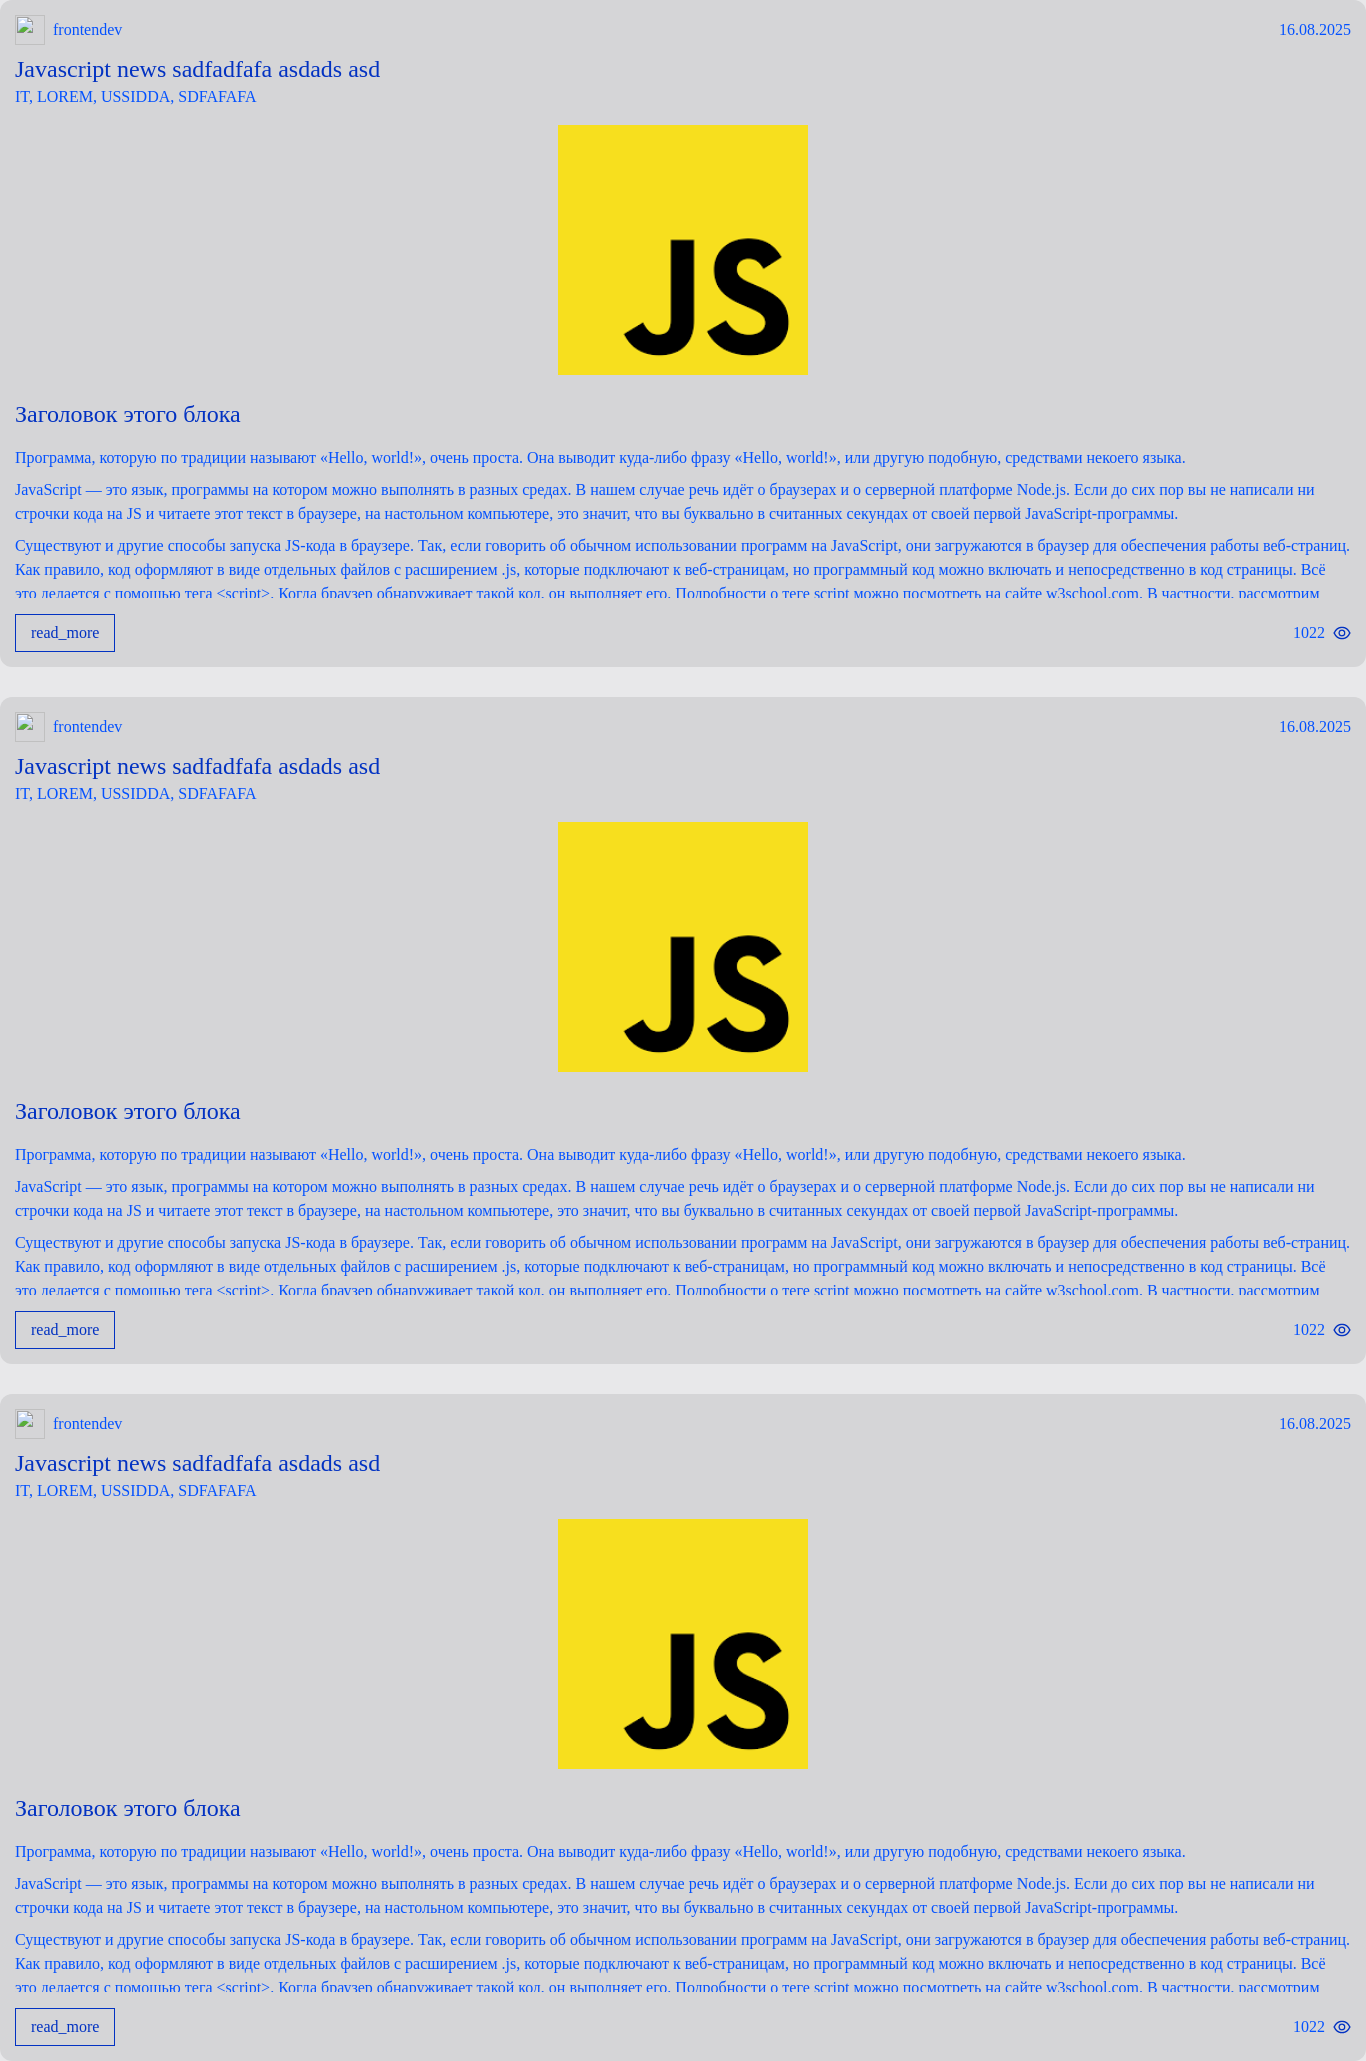 frontendev
16.08.2025
Javascript news sadfadfafa asdads asd
IT, LOREM, USSIDDA, SDFAFAFA
JS
Заголовок этого блока
Программа, которую по традиции называют «Hello, world!», очень проста. Она выводит куда-либо фразу «Hello, world!», или другую подобную, средствами некоего языка.
JavaScript — это язык, программы на котором можно выполнять в разных средах. В нашем случае речь идёт о браузерах и о серверной платформе Node.js. Если до сих пор вы не написали ни
строчки кода на JS и читаете этот текст в браузере, на настольном компьютере, это значит, что вы буквально в считанных секундах от своей первой JavaScript-программы.
Существуют и другие способы запуска JS-кода в браузере. Так, если говорить об обычном использовании программ на JavaScript, они загружаются в браузер для обеспечения работы веб-страниц.
Как правило, код оформляют в виде отдельных файлов с расширением .js, которые подключают к веб-страницам, но программный код можно включать и непосредственно в код страницы. Всё
это делается с помощью тега <script>. Когда браузер обнаруживает такой код, он выполняет его. Подробности о теге script можно посмотреть на сайте w3school.com. В частности, рассмотрим
read_more
1022
frontendev
16.08.2025
Javascript news sadfadfafa asdads asd
IT, LOREM, USSIDDA, SDFAFAFA
JS
Заголовок этого блока
Программа, которую по традиции называют «Hello, world!», очень проста. Она выводит куда-либо фразу «Hello, world!», или другую подобную, средствами некоего языка.
JavaScript — это язык, программы на котором можно выполнять в разных средах. В нашем случае речь идёт о браузерах и о серверной платформе Node.js. Если до сих пор вы не написали ни
строчки кода на JS и читаете этот текст в браузере, на настольном компьютере, это значит, что вы буквально в считанных секундах от своей первой JavaScript-программы.
Существуют и другие способы запуска JS-кода в браузере. Так, если говорить об обычном использовании программ на JavaScript, они загружаются в браузер для обеспечения работы веб-страниц.
Как правило, код оформляют в виде отдельных файлов с расширением .js, которые подключают к веб-страницам, но программный код можно включать и непосредственно в код страницы. Всё
это делается с помощью тега <script>. Когда браузер обнаруживает такой код, он выполняет его. Подробности о теге script можно посмотреть на сайте w3school.com. В частности, рассмотрим
read_more
1022
frontendev
16.08.2025
Javascript news sadfadfafa asdads asd
IT, LOREM, USSIDDA, SDFAFAFA
JS
Заголовок этого блока
Программа, которую по традиции называют «Hello, world!», очень проста. Она выводит куда-либо фразу «Hello, world!», или другую подобную, средствами некоего языка.
JavaScript — это язык, программы на котором можно выполнять в разных средах. В нашем случае речь идёт о браузерах и о серверной платформе Node.js. Если до сих пор вы не написали ни
строчки кода на JS и читаете этот текст в браузере, на настольном компьютере, это значит, что вы буквально в считанных секундах от своей первой JavaScript-программы.
Существуют и другие способы запуска JS-кода в браузере. Так, если говорить об обычном использовании программ на JavaScript, они загружаются в браузер для обеспечения работы веб-страниц.
Как правило, код оформляют в виде отдельных файлов с расширением .js, которые подключают к веб-страницам, но программный код можно включать и непосредственно в код страницы. Всё
это делается с помощью тега <script>. Когда браузер обнаруживает такой код, он выполняет его. Подробности о теге script можно посмотреть на сайте w3school.com. В частности, рассмотрим
read_more
1022